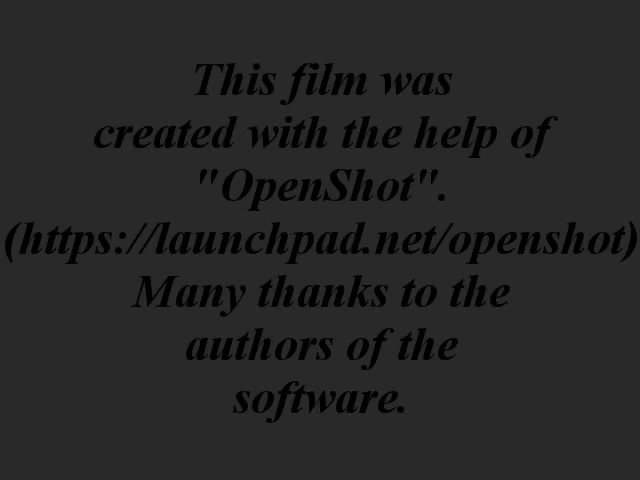 This film was
created with the help of
"OpenShot".
(https://launchpad.net/openshot)
Many thanks to the
authors of the
software.